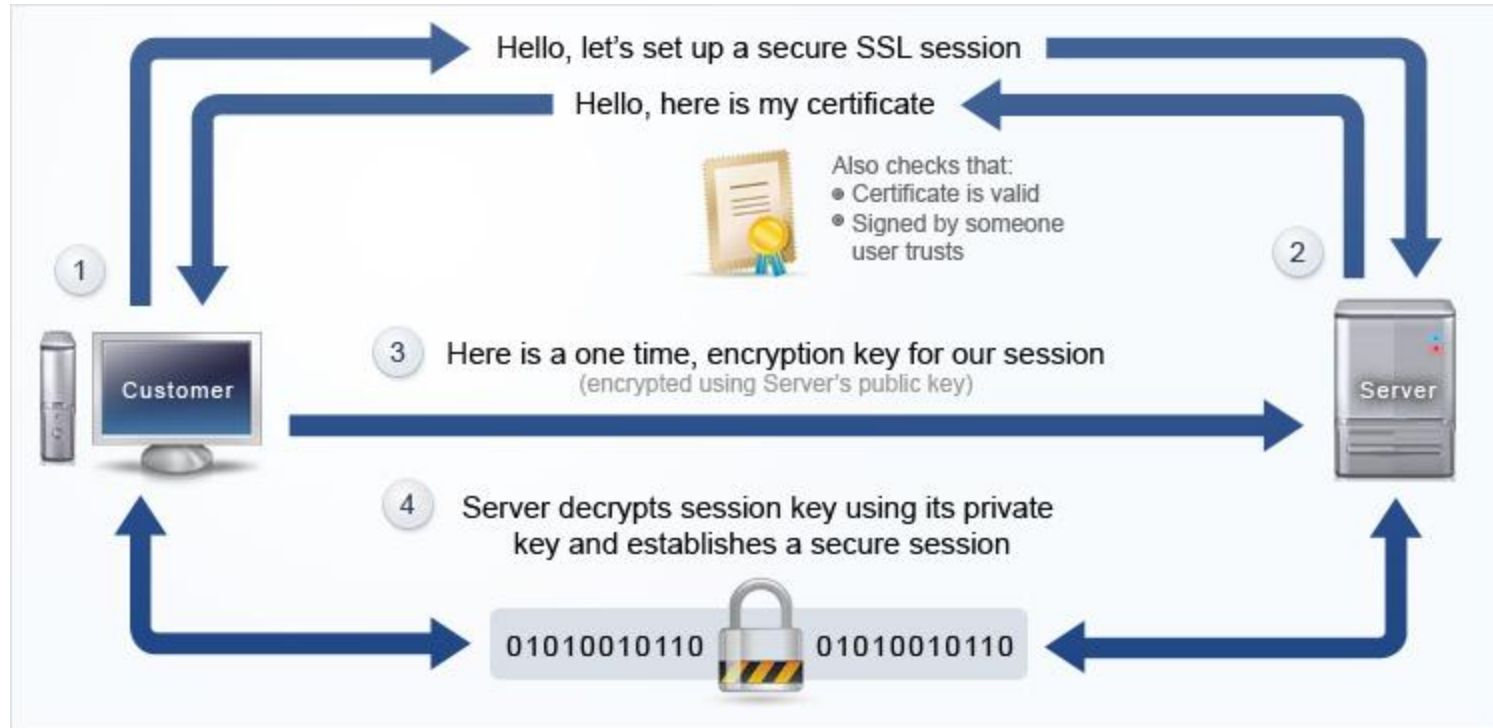 Hello, let's set up a secure SSL session
Hello, here is my certificate
Also checks that:
• Certificate is valid
• Signed by someone
user trusts
1
2
Customer
Server
3
Here is a one time, encryption key for our session
(encrypted using Server's public key)
4
Server decrypts session key using its private
key and establishes a secure session
01010010110
01010010110